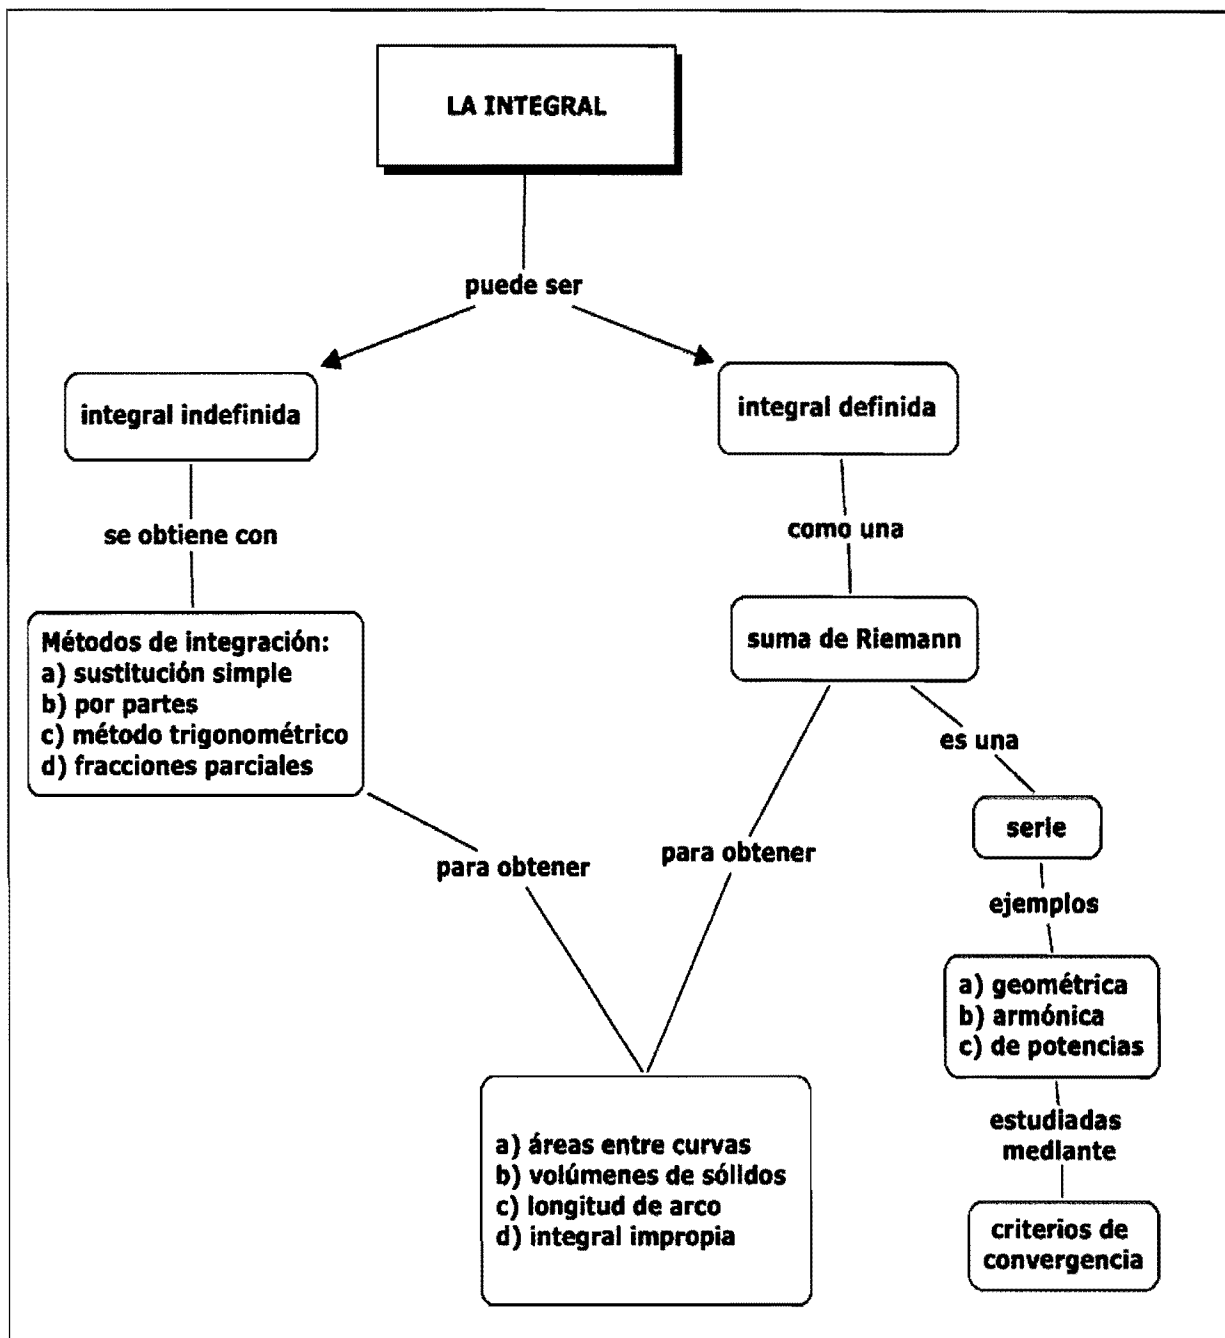 LA INTEGRAL
puede ser
integral indefinida
integral definida
se obtiene con
como una
Métodos de integración:
a) sustitución simple
b) por partes
c) método trigonométrico
d) fracciones parciales
suma de Riemann
es una
serie
para obtener
para obtener
ejemplos
a) geométrica
b) armónica
c) de potencias
estudiadas
mediante
a) áreas entre curvas
b) volúmenes de sólidos
c) longitud de arco
d) integral impropia
criterios de
convergencia